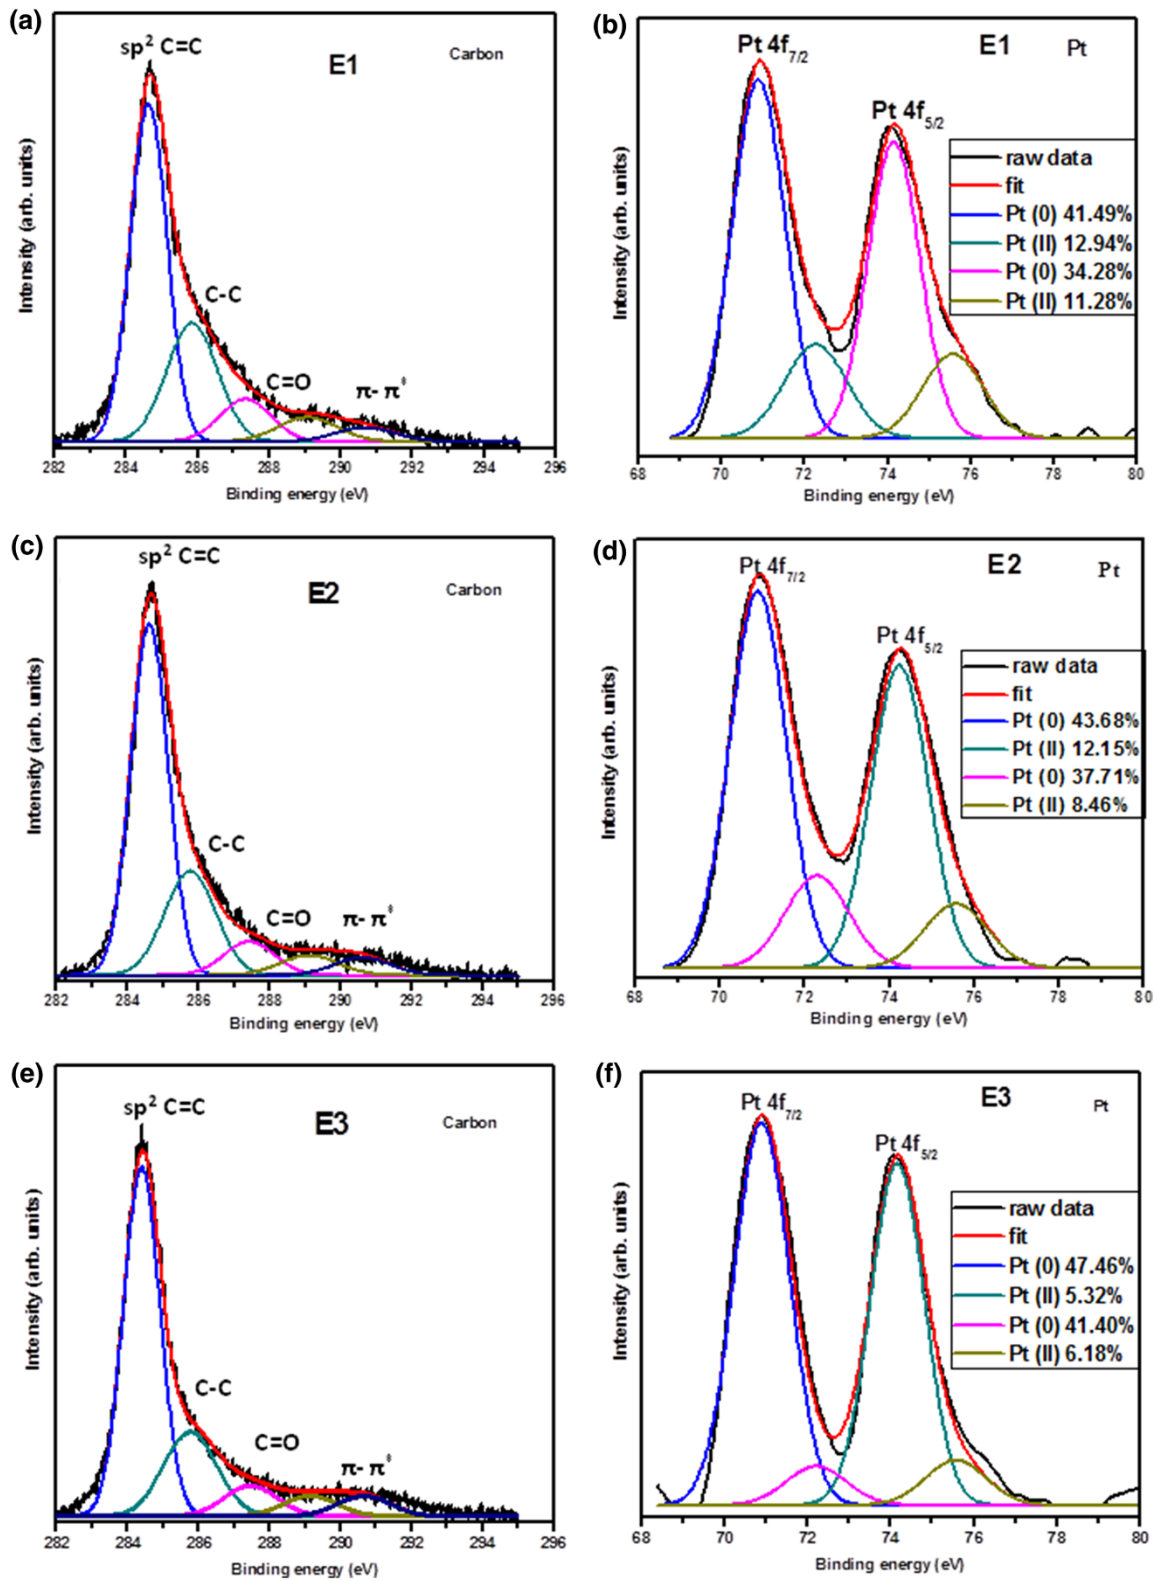 (a)
sp² C=C
E1
Carbon
C-C
C=O
π- π*
Intensity (arb. units)
282 284 286 288 290 292 294 296
Binding energy (eV)
(b)
Pt 4f7/2
E1
Pt
Pt 4f5/2
raw data
fit
Pt (0) 41.49%
Pt (II) 12.94%
Pt (0) 34.28%
Pt (II) 11.28%
Intensity (arb. units)
68 70 72 74 76 78 80
Binding energy (eV)
(c)
sp² C=C
E2
Carbon
C-C
C=O
π- π*
Intensity (arb. units)
282 284 286 288 290 292 294 296
Binding energy (eV)
(d)
Pt 4f7/2
E2
Pt
Pt 4f5/2
raw data
fit
Pt (0) 43.68%
Pt (II) 12.15%
Pt (0) 37.71%
Pt (II) 8.46%
Intensity (arb. units)
68 70 72 74 76 78 80
Binding energy (eV)
(e)
sp² C=C
E3
Carbon
C-C
C=O
π- π*
Intensity (arb. units)
282 284 286 288 290 292 294 296
Binding energy (eV)
(f)
Pt 4f7/2
E3
Pt
Pt 4f5/2
raw data
fit
Pt (0) 47.46%
Pt (II) 5.32%
Pt (0) 41.40%
Pt (II) 6.18%
Intensity (arb. units)
68 70 72 74 76 78 80
Binding energy (eV)